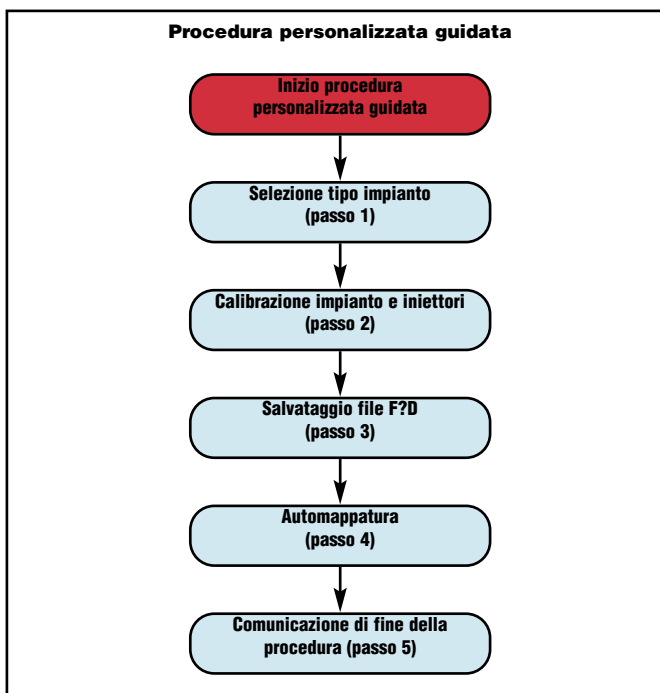 Procedura personalizzata guidata
Inizio procedura
personalizzata guidata
Selezione tipo impianto
(passo 1)
Calibrazione impianto e iniettori
(passo 2)
Salvataggio file F?D
(passo 3)
Automappatura
(passo 4)
Comunicazione di fine della
procedura (passo 5)